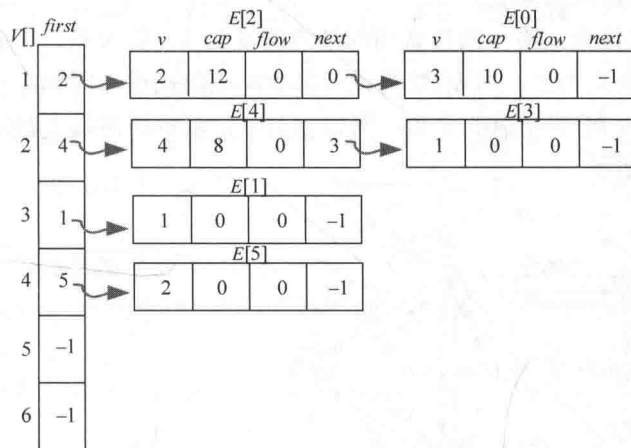 V[] first
E[2] E[0]
v cap flow next v cap flow next
1 2 2 12 0 0 3 10 0 −1
E[4] E[3]
2 4 4 8 0 3 1 0 0 −1
E[1]
3 1 1 0 0 −1
E[5]
4 5 2 0 0 −1
5 −1
6 −1